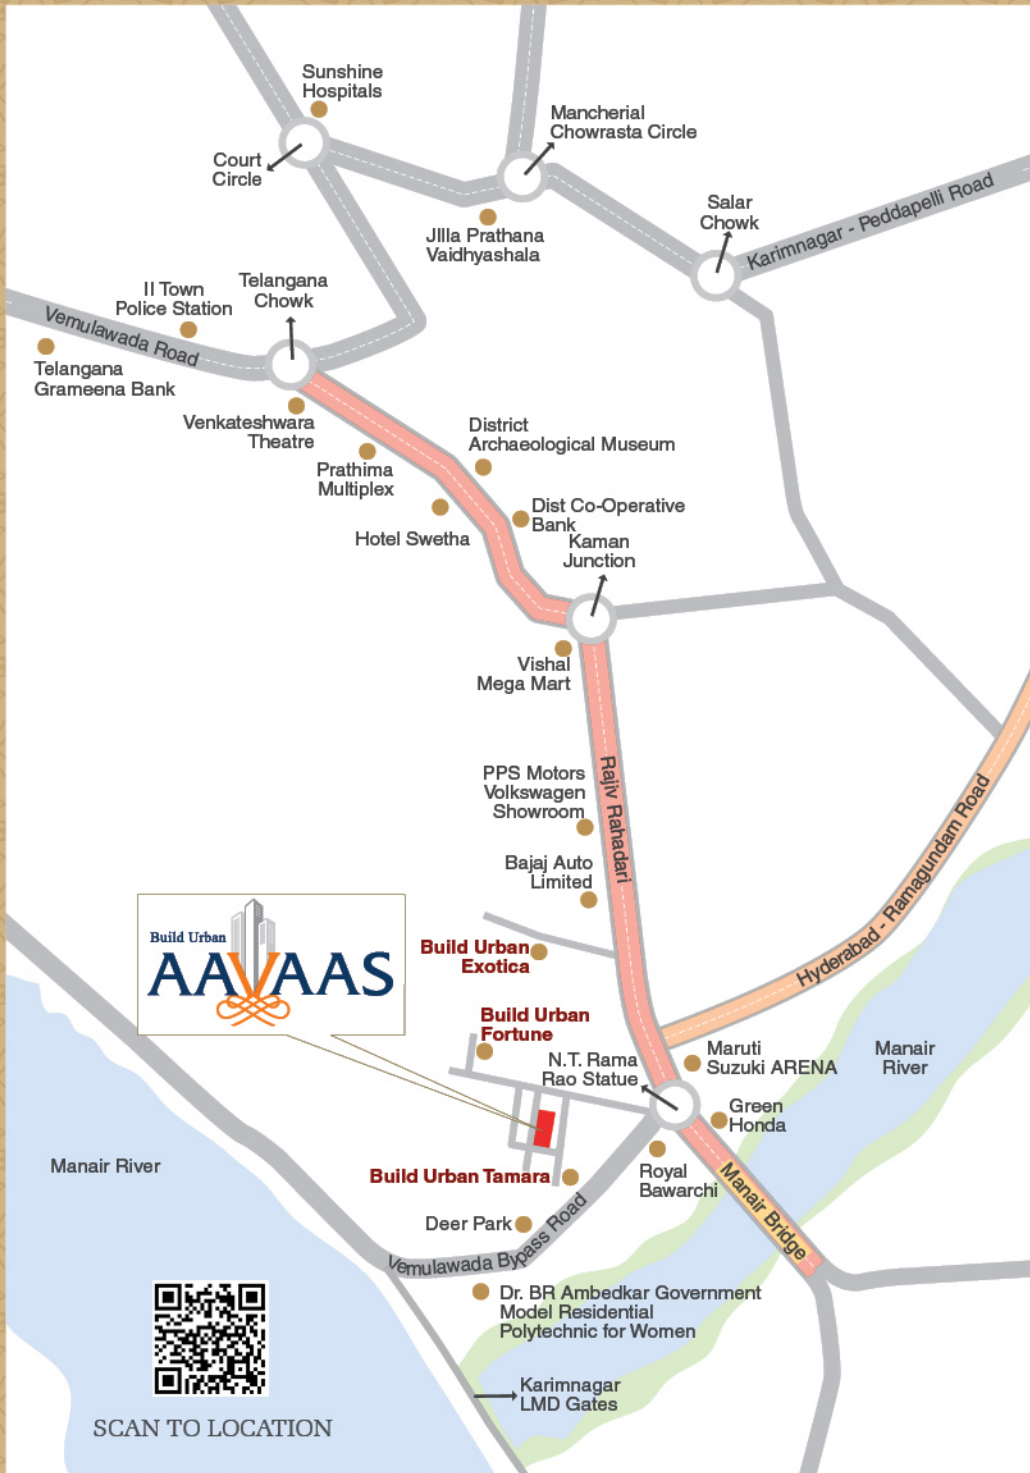 Sunshine
Hospitals
Mancherial
Chowrasta Circle
Court
Circle
Salar
Chowk
Karimnagar - Peddapelli Road
JIlla Prathana
Vaidhyashala
II Town
Police Station
Telangana
Chowk
Vemulawada Road
Telangana
Grameena Bank
Venkateshwara
Theatre
District
Archaeological Museum
Prathima
Multiplex
Hotel Swetha
Dist Co-Operative
Bank
Kaman
Junction
Vishal
Mega Mart
Rajiv Rahadari
PPS Motors
Volkswagen
Showroom
Bajaj Auto
Limited
Hyderabad - Ramagundam Road
Build Urban
AAVAAS
Build Urban
Exotica
Build Urban
Fortune
N.T. Rama
Rao Statue
Maruti
Suzuki ARENA
Manair
River
Green
Honda
Manair River
Build Urban Tamara
Royal
Bawarchi
Manair Bridge
Deer Park
Vemulawada Bypass Road
Dr. BR Ambedkar Government
Model Residential
Polytechnic for Women
Karimnagar
LMD Gates
SCAN TO LOCATION